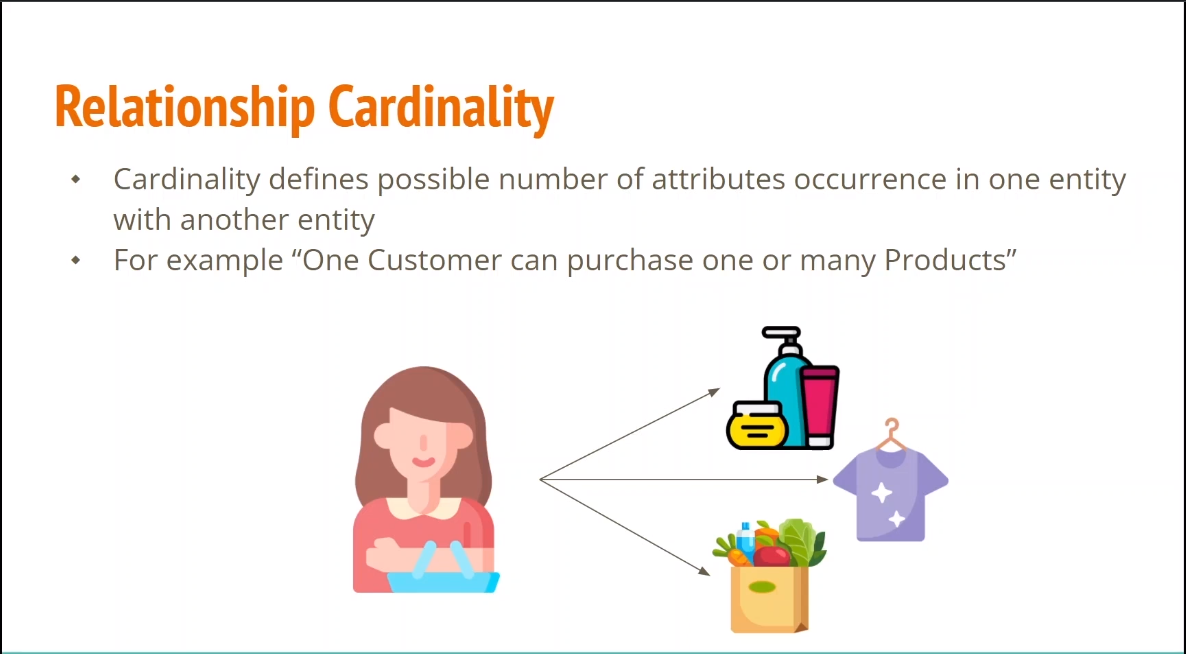 Relationship Cardinality
◆ Cardinality defines possible number of attributes occurrence in one entity
with another entity
◆ For example “One Customer can purchase one or many Products”